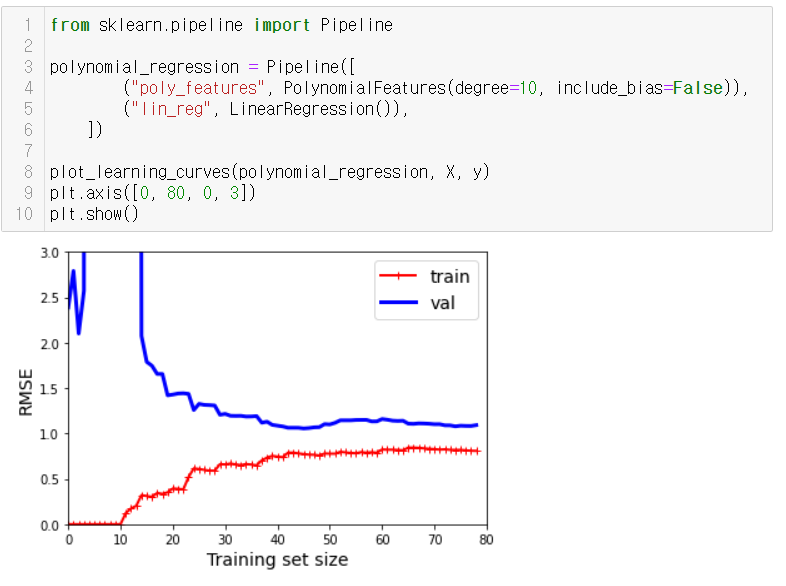 1 from sklearn.pipeline import Pipeline
2
3 polynomial_regression = Pipeline([
4         ("poly_features", PolynomialFeatures(degree=10, include_bias=False)),
5         ("lin_reg", LinearRegression()),
6     ])
7
8 plot_learning_curves(polynomial_regression, X, y)
9 plt.axis([0, 80, 0, 3])
10 plt.show()
3.0
2.5
2.0
1.5
1.0
0.5
0.0
RMSE
train
val
0 10 20 30 40 50 60 70 80
Training set size